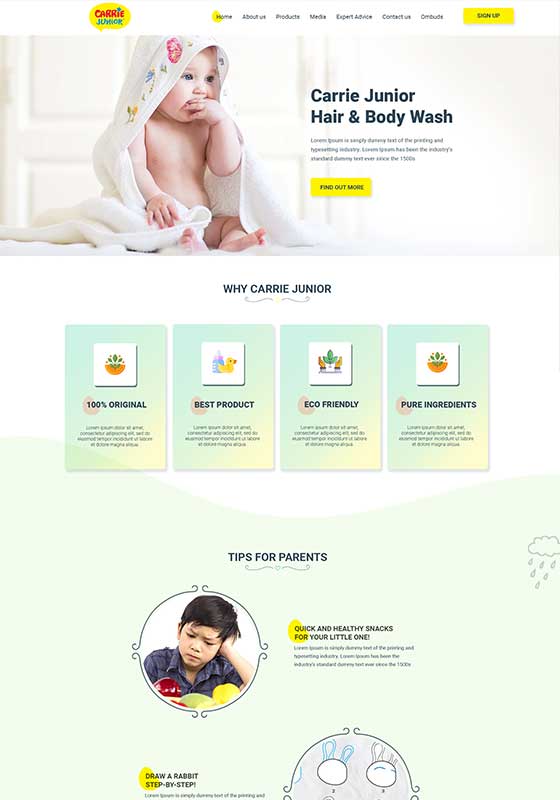 CARRIE
JUNIOR
Home About us Products Media Expert Advice Contact us Ombuds
SIGN UP
Carrie Junior
Hair & Body Wash
Lorem Ipsum is simply dummy text of the printing and
typesetting industry. Lorem Ipsum has been the industry's
standard dummy text ever since the 1500s
FIND OUT MORE
WHY CARRIE JUNIOR
100% ORIGINAL
Lorem ipsum dolor sit amet,
consectetur adipiscing elit, sed do
eiusmod tempor incididunt ut labore
et dolore magna aliqua.
BEST PRODUCT
Lorem ipsum dolor sit amet,
consectetur adipiscing elit, sed do
eiusmod tempor incididunt ut labore
et dolore magna aliqua.
ECO FRIENDLY
Lorem ipsum dolor sit amet,
consectetur adipiscing elit, sed do
eiusmod tempor incididunt ut labore
et dolore magna aliqua.
PURE INGREDIENTS
Lorem ipsum dolor sit amet,
consectetur adipiscing elit, sed do
eiusmod tempor incididunt ut labore
et dolore magna aliqua.
TIPS FOR PARENTS
QUICK AND HEALTHY SNACKS
FOR YOUR LITTLE ONE!
Lorem Ipsum is simply dummy text of the printing and
typesetting industry. Lorem Ipsum has been the
industry's standard dummy text ever since the 1500s
DRAW A RABBIT
STEP-BY-STEP!
Lorem Ipsum is simply dummy text of the printing and
2 3